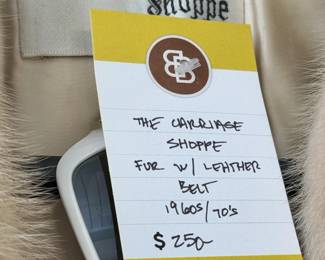 Shoppe
THE CARRIAGE
SHOPPE
FUR W/ LEATHER
BELT
1960s/70's
$250-